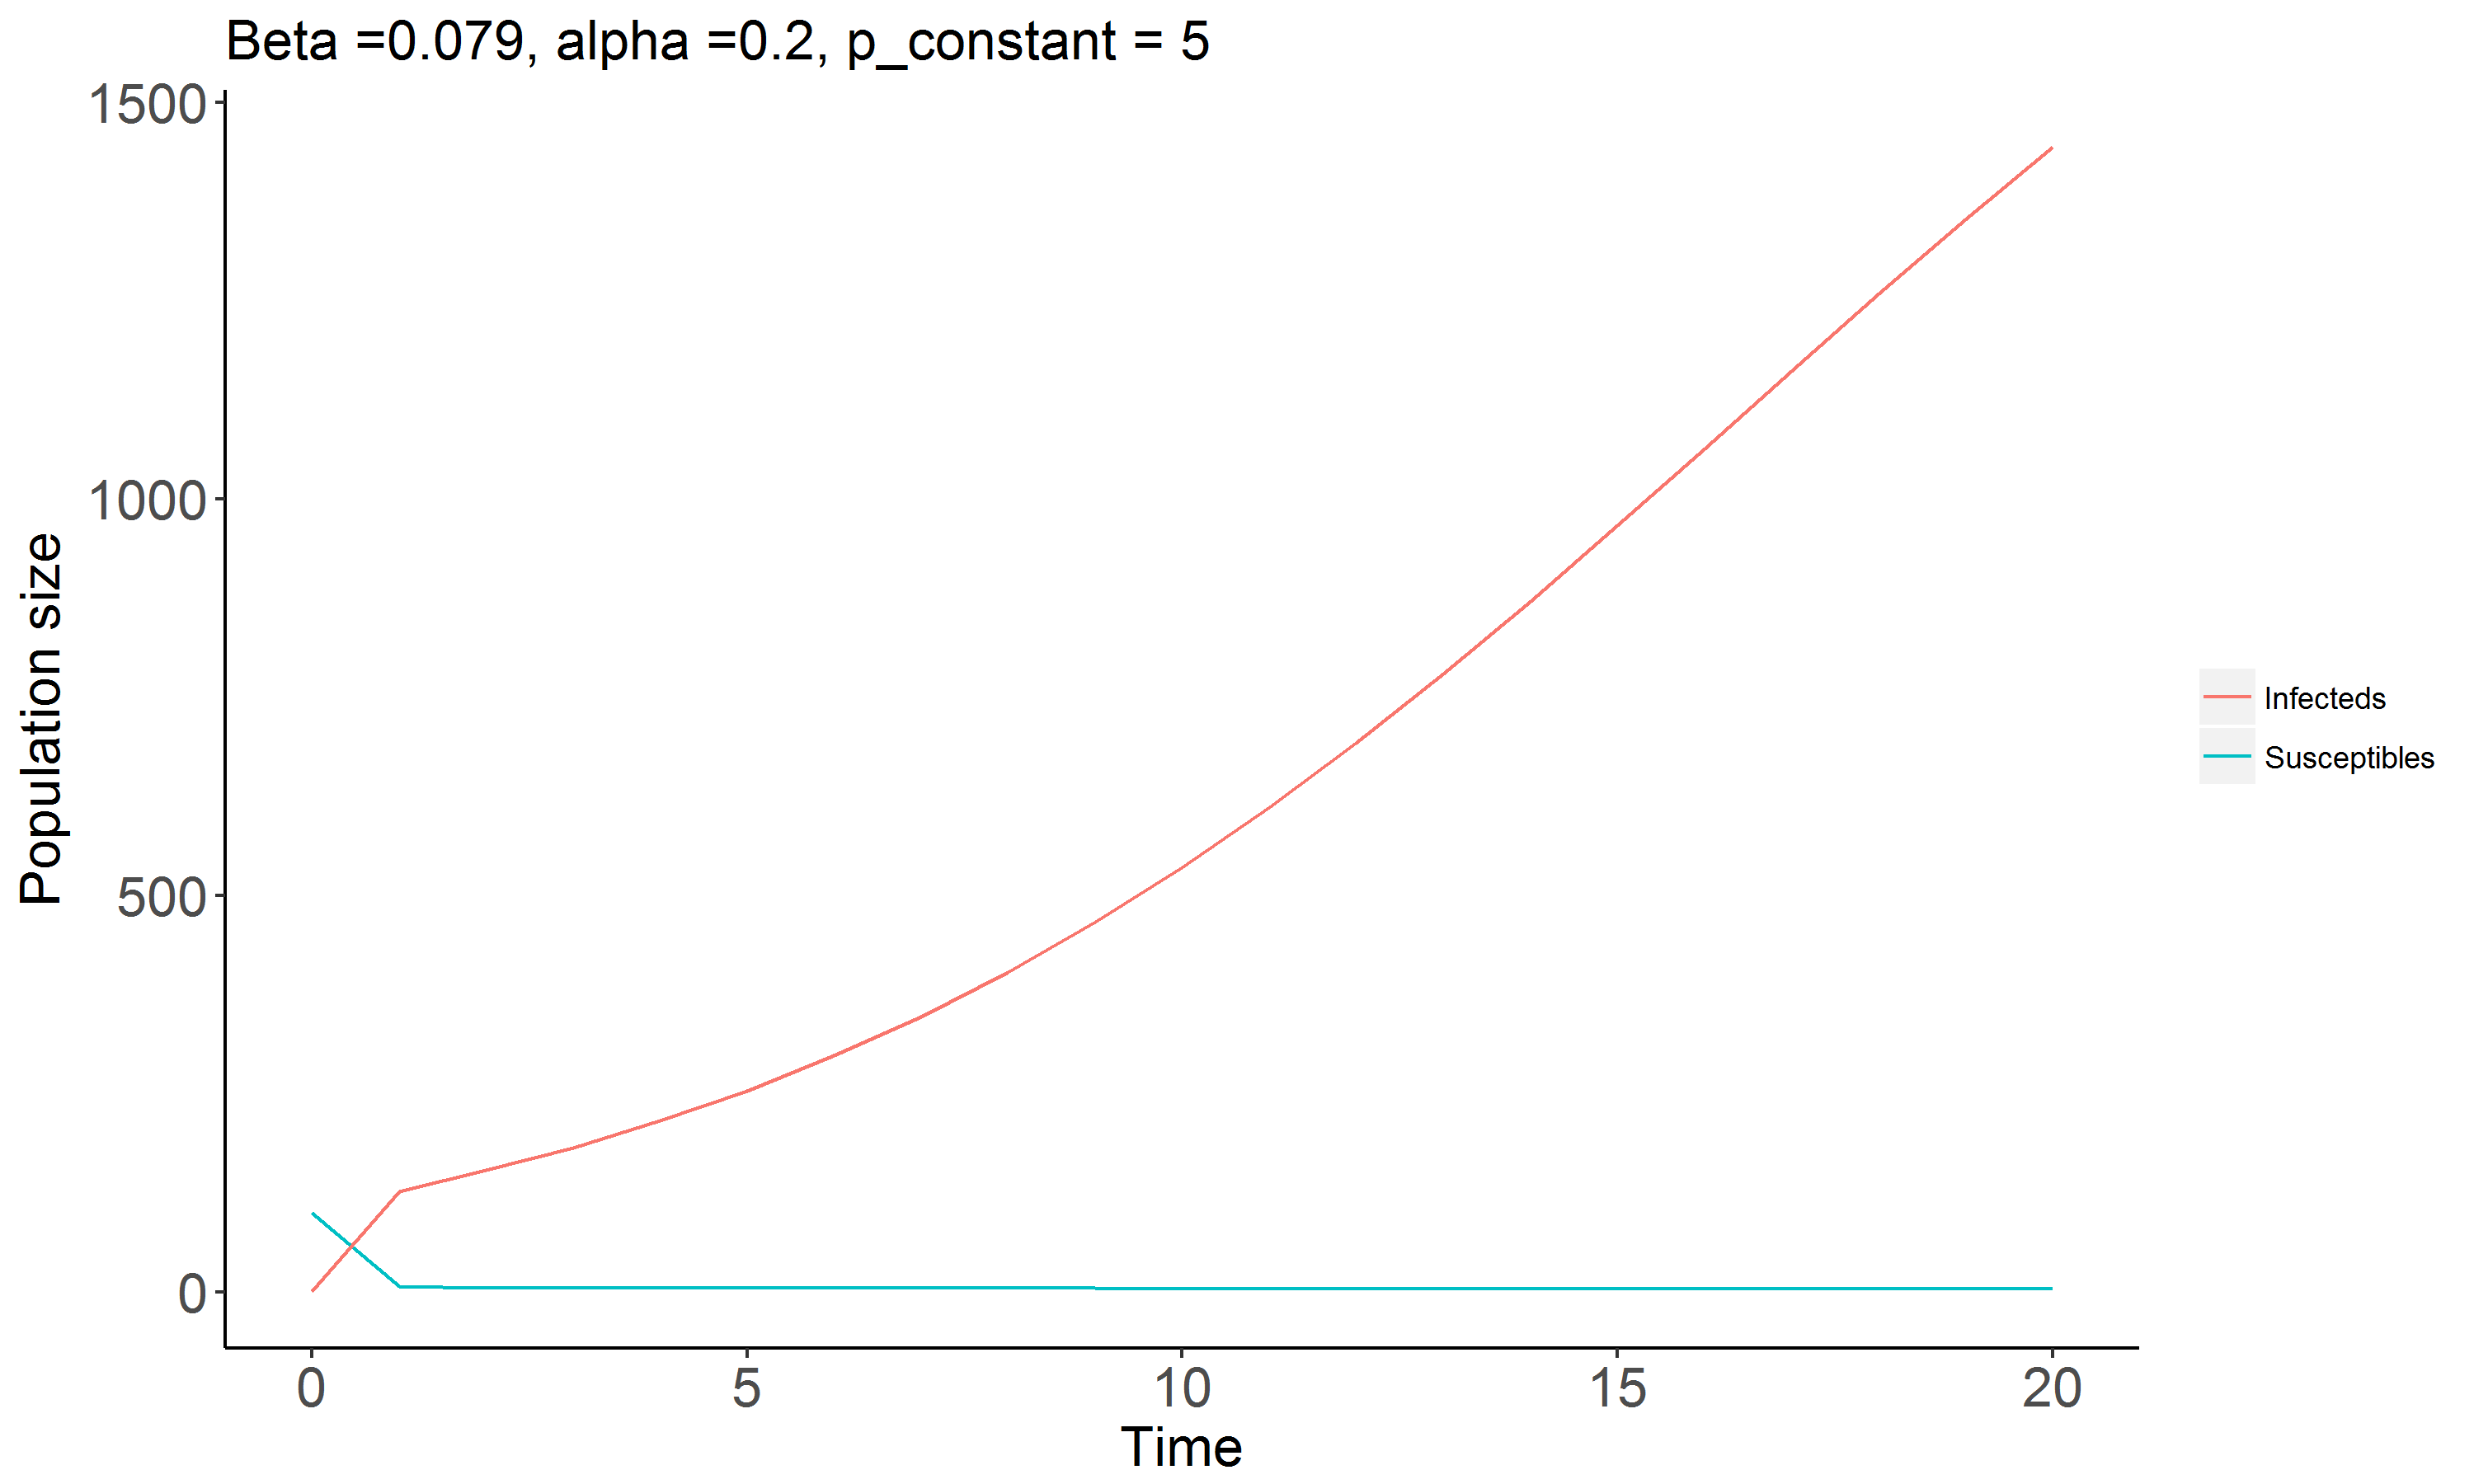 Beta =0.079, alpha =0.2, p_constant = 5
1500
1000
500
0
Population size
0 5 10 15 20
Time
Infecteds
Susceptibles